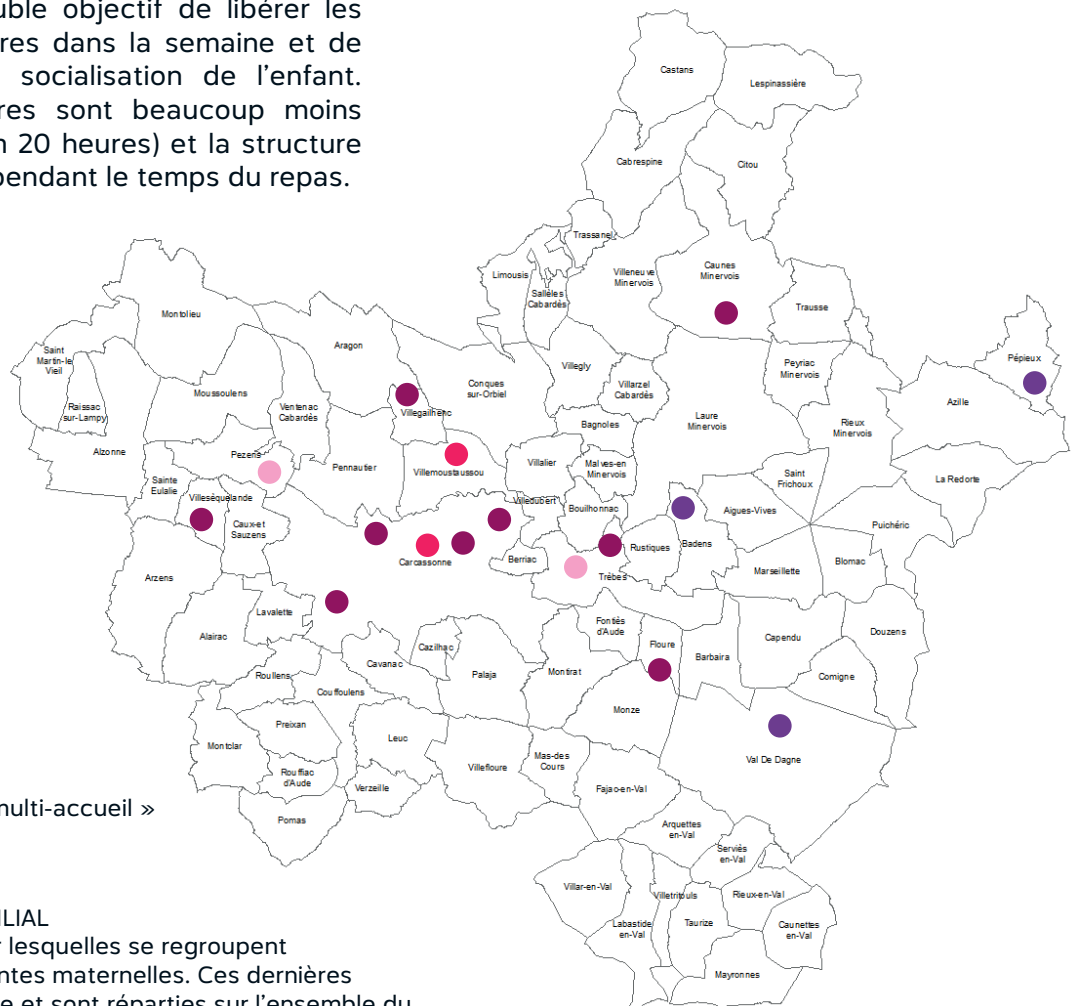 uble objectif de libérer les
res dans la semaine et de
socialisation de l'enfant.
res sont beaucoup moins
n 20 heures) et la structure
pendant le temps du repas.
Castans
Lespinassière
Cabrespine
Citou
Trassanel
Limousis
Sallèles
Cabardès
Villeneuve
Minervois
Caunes
Minervois
Trausse
Montolieu
Aragon
Saint
Martin-le
Vieil
Raissac
sur-Lampy
Moussoulens
Ventenac
Cabardès
Villegailhenc
Conques
sur-Orbiel
Villegly
Villarzel
Cabardès
Bagnoles
Laure
Minervois
Peyriac
Minervois
Rieux
Minervois
Azille
Pépieux
La Redorte
Alzonne
Pezens
Pennautier
Villemoustaussou
Villalier
Malves-en
Minervois
Saint
Frichoux
Sainte
Eulalie
Villesèquelande
Caux-et
Sauzens
Villedubert
Bouilhonnac
Aigues-Vives
Puichéric
Carcassonne
Berriac
Trèbes
Rustiques
Badens
Marseillette
Blomac
Arzens
Lavalette
Alairac
Fontiès
d'Aude
Floure
Barbaira
Capendu
Douzens
Comigne
Roullens
Cavanac
Cazilhac
Palaja
Montirat
Monze
Couffoulens
Preixan
Leuc
Montclar
Rouffiac
d'Aude
Verzeille
Villefloure
Mas-des
Cours
Fajac-en-Val
Val De Dagne
Pomas
Arquettes
en-Val
Serviès
en-Val
Villar-en-Val
Villetritouls
Rieux-en-Val
Labastide
en-Val
Taurize
Caunettes
en-Val
Mayronnes
multi-accueil »
ILIAL
r lesquelles se regroupent
ntes maternelles. Ces dernières
e et sont réparties sur l'ensemble du